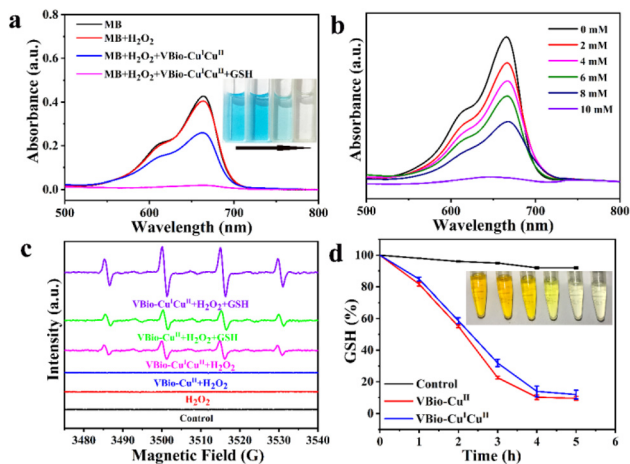 a
MB
MB+H₂O₂
MB+H₂O₂+VBio-CuᴵCuᴵᴵ
MB+H₂O₂+VBio-CuᴵCuᴵᴵ+GSH
Absorbance (a.u.)
0.8
0.6
0.4
0.2
0.0
500 600 700 800
Wavelength (nm)
b
0 mM
2 mM
4 mM
6 mM
8 mM
10 mM
Absorbance (a.u.)
500 600 700 800
Wavelength (nm)
c
Intensity (a.u.)
VBio-CuᴵCuᴵᴵ+H₂O₂+GSH
VBio-Cuᴵᴵ+H₂O₂+GSH
VBio-CuᴵCuᴵᴵ+H₂O₂
VBio-Cuᴵᴵ+H₂O₂
H₂O₂
Control
3480 3490 3500 3510 3520 3530 3540
Magnetic Field (G)
d
GSH (%)
100
80
60
40
20
0
Control
VBio-Cuᴵᴵ
VBio-CuᴵCuᴵᴵ
0 1 2 3 4 5 6
Time (h)